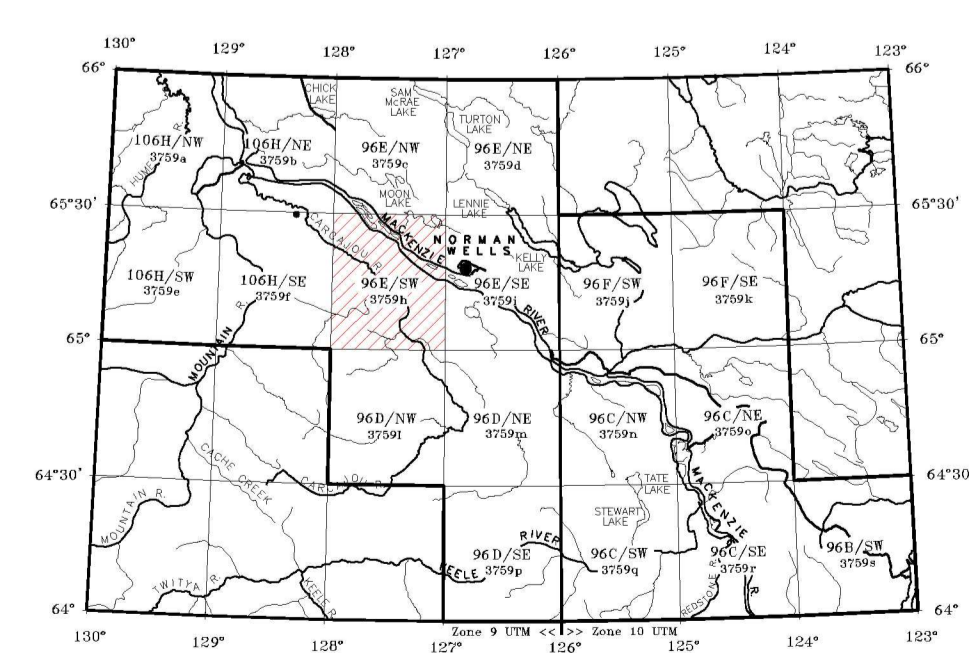 130° 129° 128° 127° 126° 125° 124° 123°
66° 66°
CHICK
LAKE
SAM
McRAE
LAKE
TURTON
LAKE
106H/NW
3759a
106H/NE
3759b
96E/NW
3759c
96E/NE
3759d
HUME R.
MOON
LAKE
LENNIE
LAKE
65°30' 65°30'
CARCAJOU R.
MACKENZIE
NORMAN
WELLS
KELLY
LAKE
106H/SW
3759e
106H/SE
3759f
96E/SW
3759h
96E/SE
3759i
96F/SW
3759j
96F/SE
3759k
RIVER
65° 65°
MOUNTAIN R.
96D/NW
3759l
96D/NE
3759m
96C/NW
3759n
96C/NE
3759o
64°30' 64°30'
CACHE CREEK
CARCAJOU R.
MOUNTAIN R.
TATE
LAKE
STEWART
LAKE
MACKENZIE
R.
96D/SE
3759p
RIVER
KEELE
96C/SW
3759q
96C/SE
3759r
96B/SW
3759s
TWITYA R.
KEELE R.
REDSTONE R.
64° 64°
Zone 9 UTM << >> Zone 10 UTM
130° 129° 128° 127° 126° 125° 124° 123°